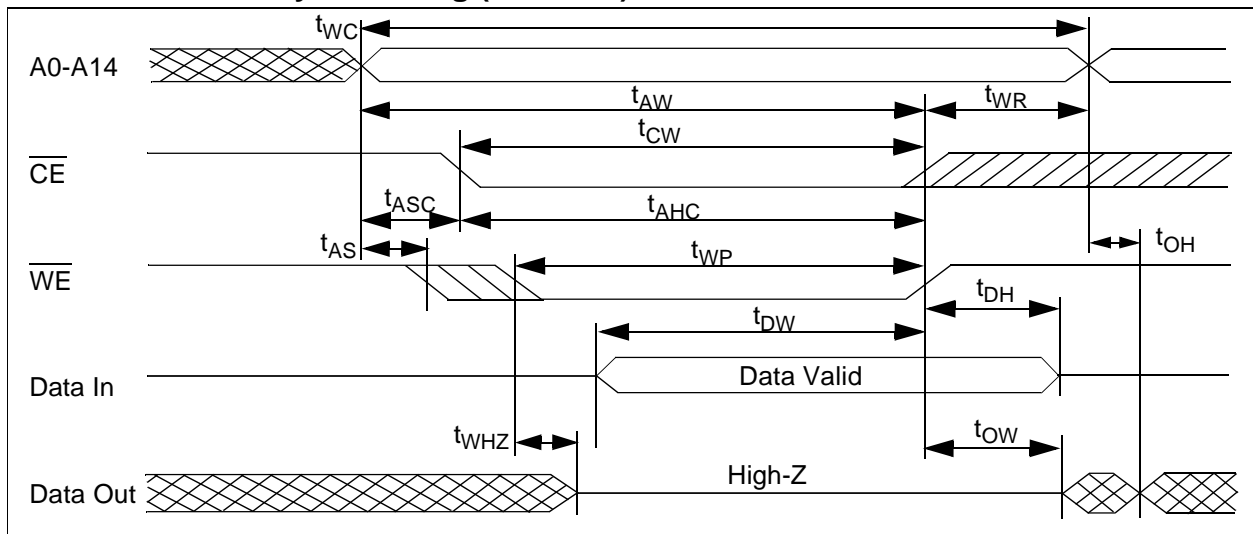 tWC
A0-A14
tAW
tWR
tCW
CE
tASC
tAHC
tAS
tOH
tWP
WE
tDH
tDW
Data Valid
Data In
tWHZ
tOW
High-Z
Data Out